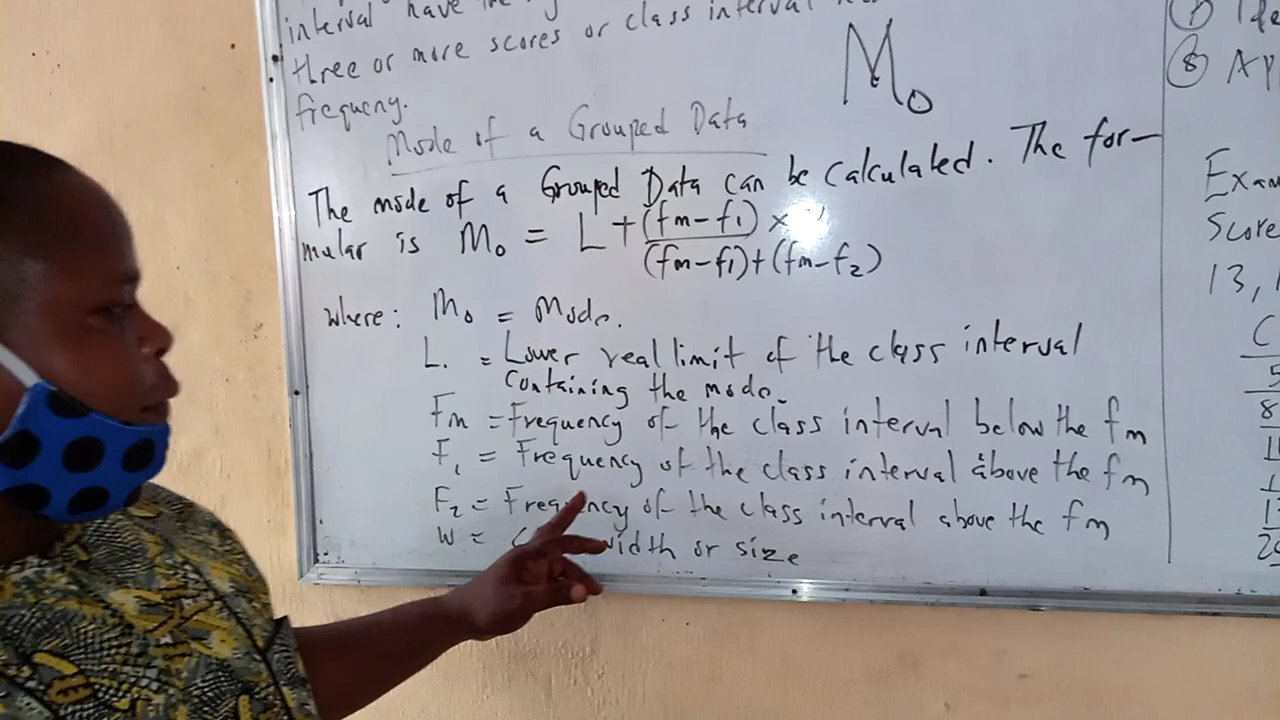 interval have the
three or more scores or class interval
frequency.
Mo
Mode of a Grouped Data
The mode of a Grouped Data can be calculated. The for-
mular is Mo = L + (fm-f1) x
(fm-f1)+(fm-f2)
where: Mo = Mode.
L. = Lower real limit of the class interval
containing the mode.
Fm = Frequency of the class interval below the fm
F1 = Frequency of the class interval above the fm
F2 = Frequency of the class interval above the fm
W = width or size
8
Exam
Score
13,
C
5
8